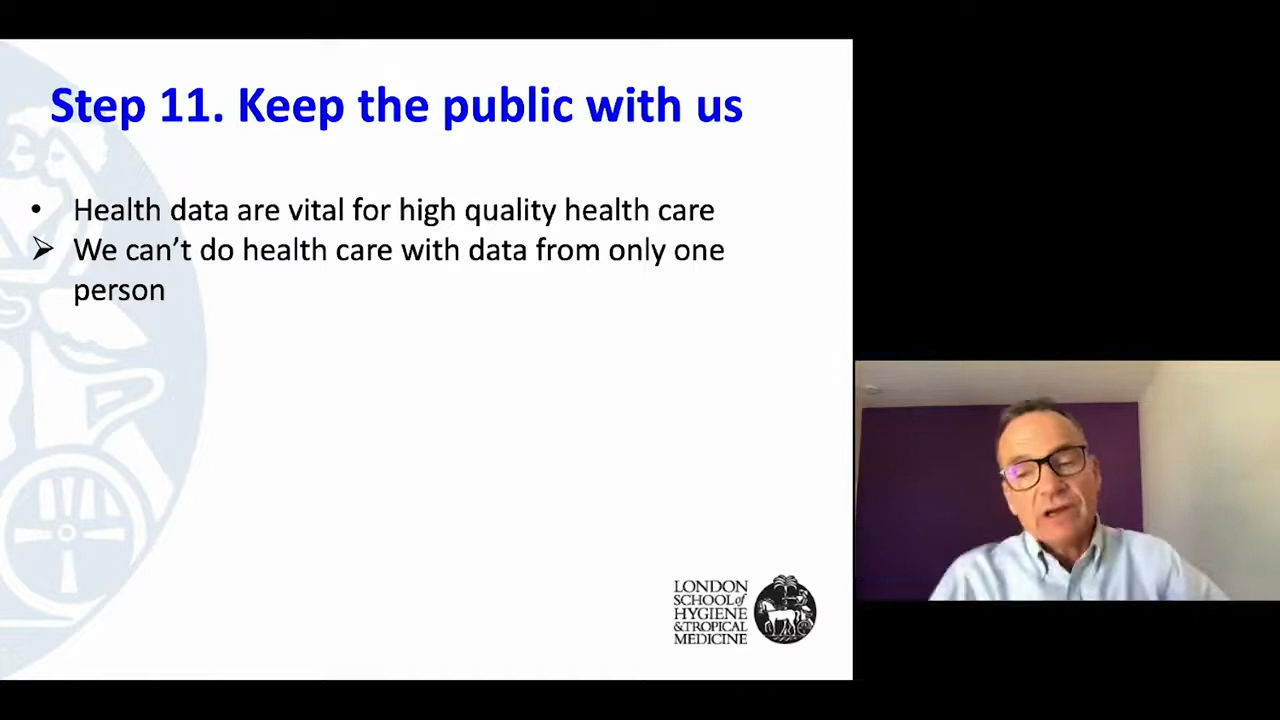 Step 11. Keep the public with us
• Health data are vital for high quality health care
➢ We can’t do health care with data from only one
person
LONDON
SCHOOL of
HYGIENE
& TROPICAL
MEDICINE